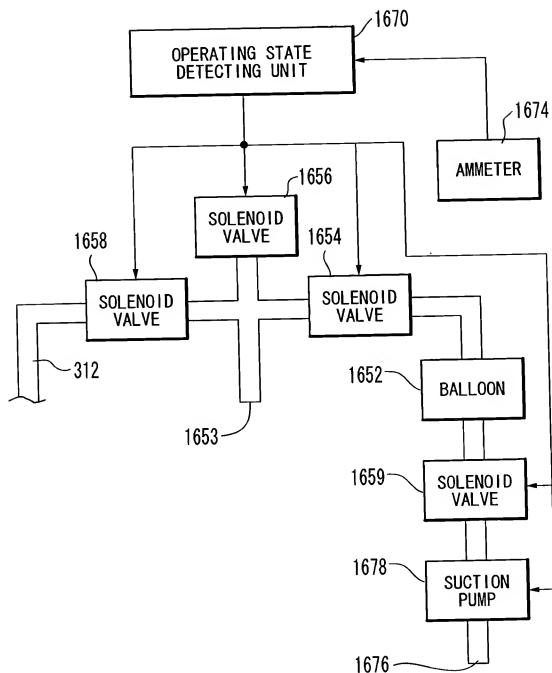 1670
OPERATING STATE
DETECTING UNIT
1674
AMMETER
1656
SOLENOID
VALVE
1658
SOLENOID
VALVE
1654
SOLENOID
VALVE
312
1653
1652
BALLOON
1659
SOLENOID
VALVE
1678
SUCTION
PUMP
1676